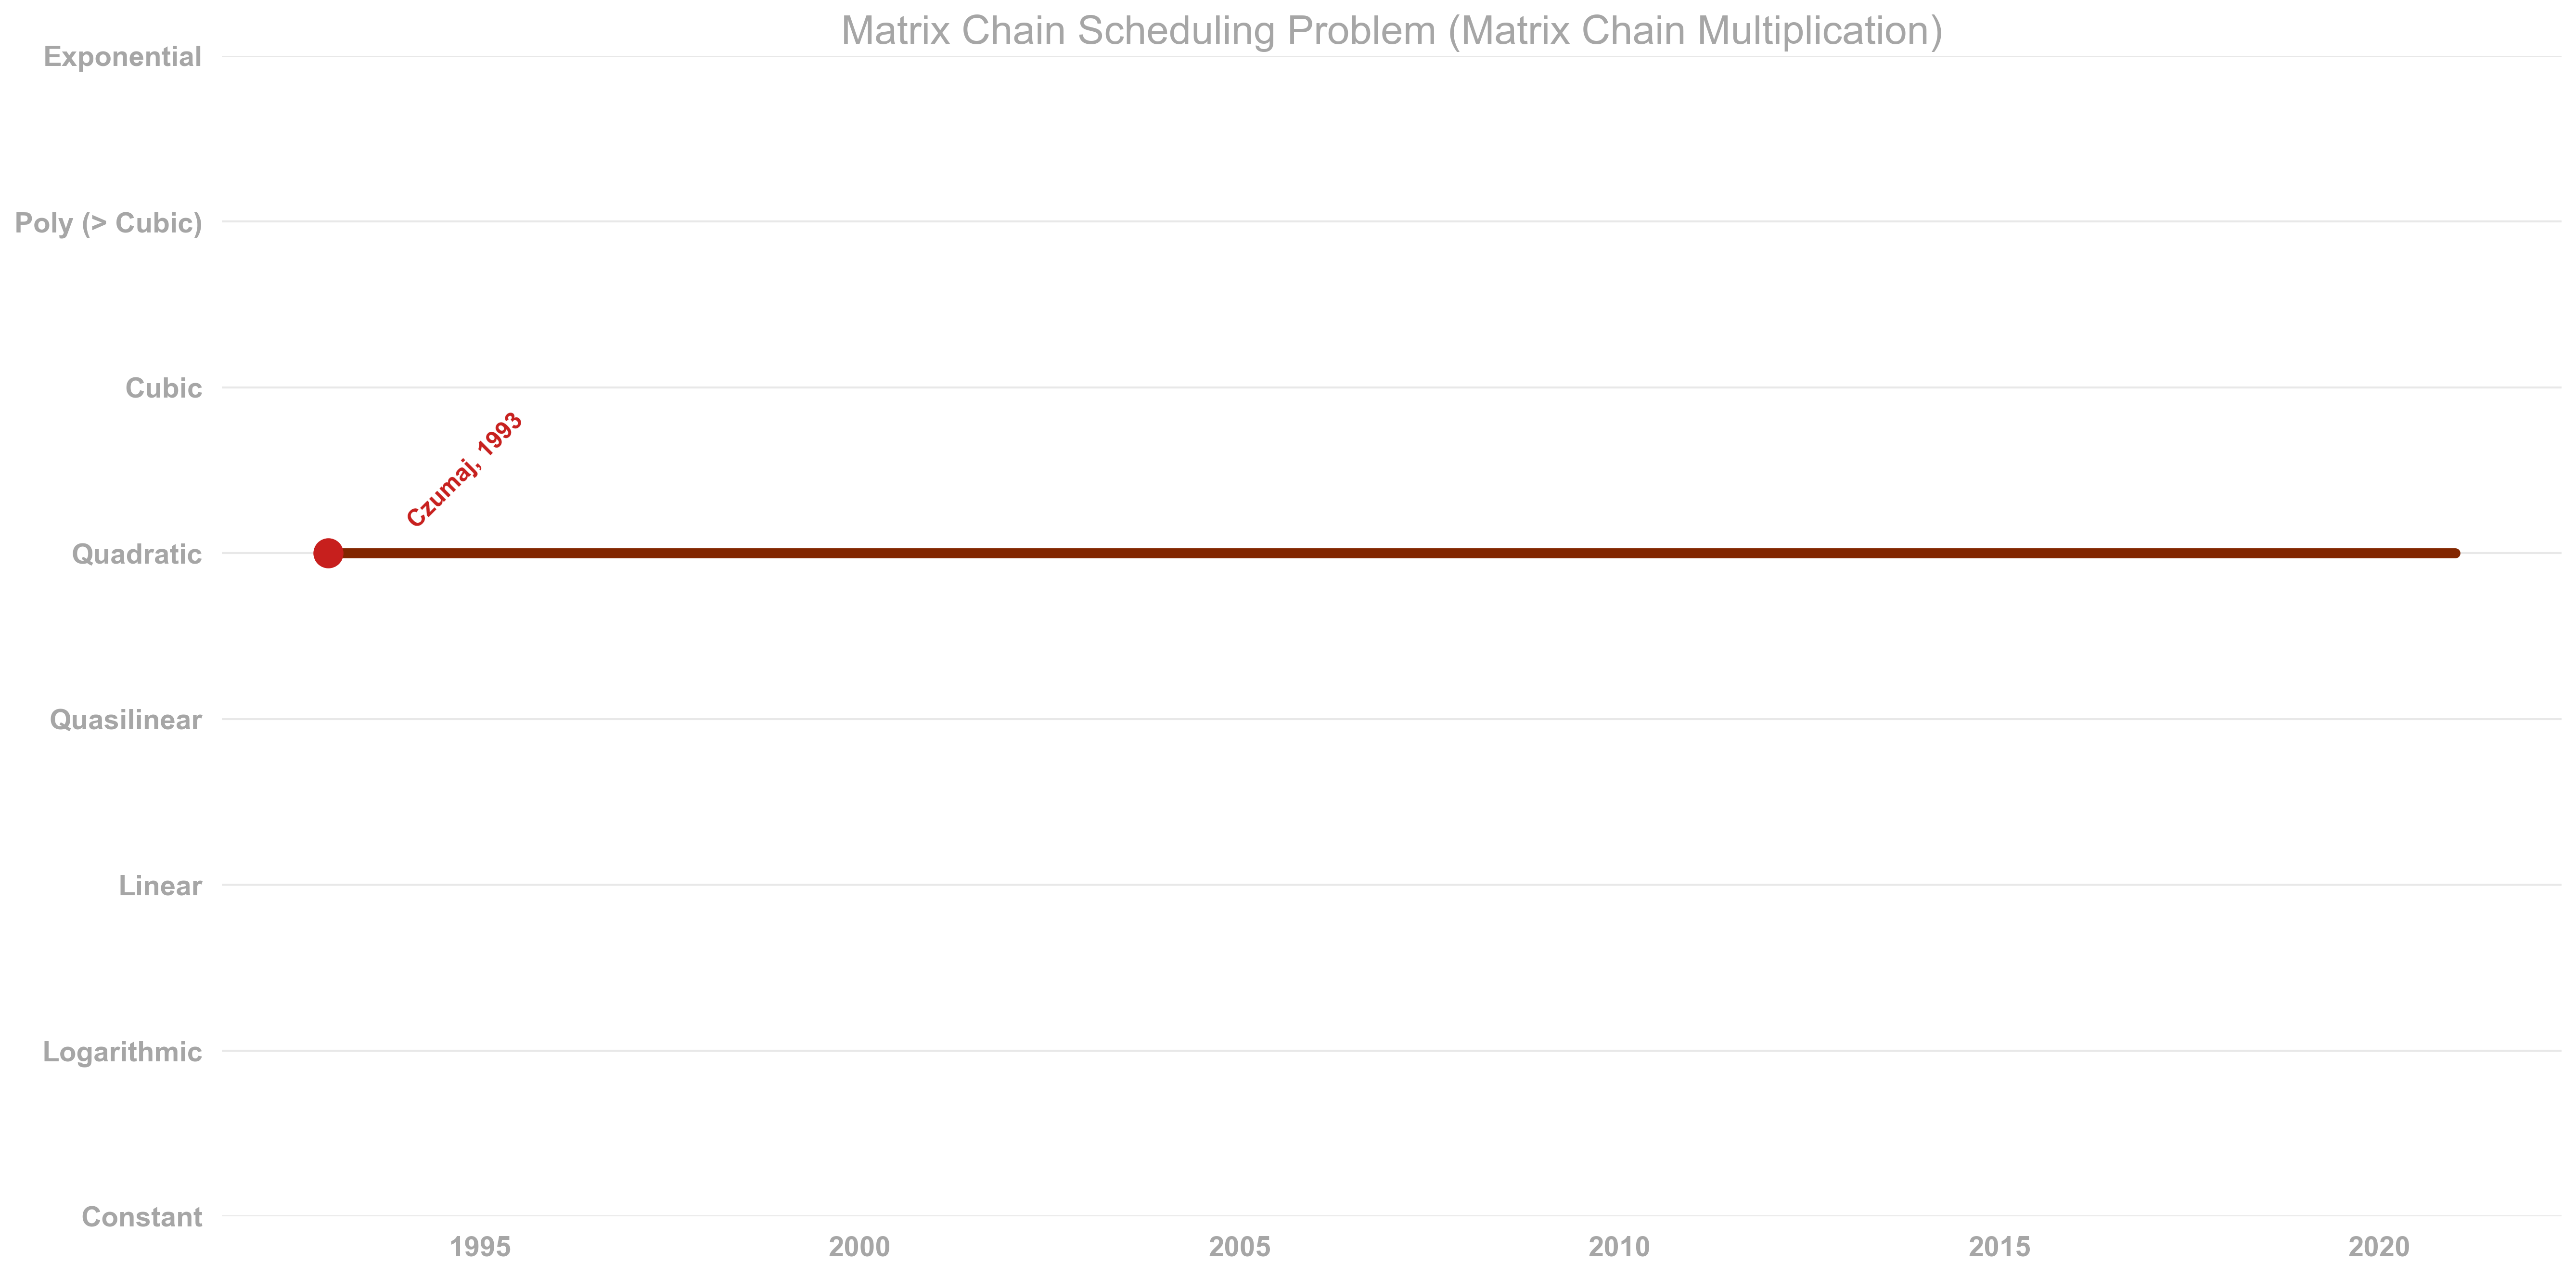 Matrix Chain Scheduling Problem (Matrix Chain Multiplication)
Exponential
Poly (> Cubic)
Cubic
Czumaj, 1993
Quadratic
Quasilinear
Linear
Logarithmic
Constant
1995 2000 2005 2010 2015 2020